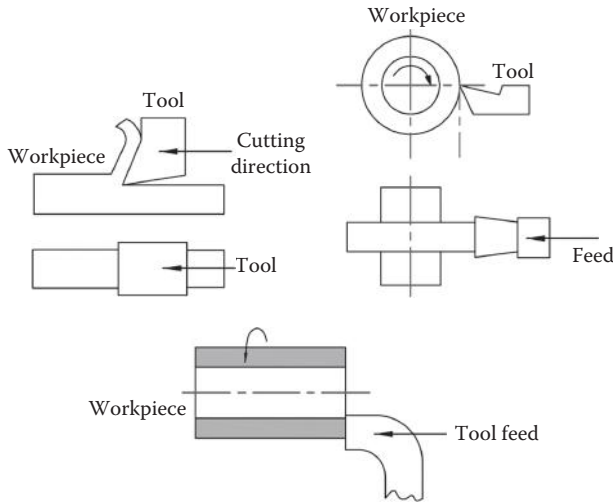 Workpiece
Tool
Tool
Workpiece
Cutting
direction
Tool
Feed
Workpiece
Tool feed